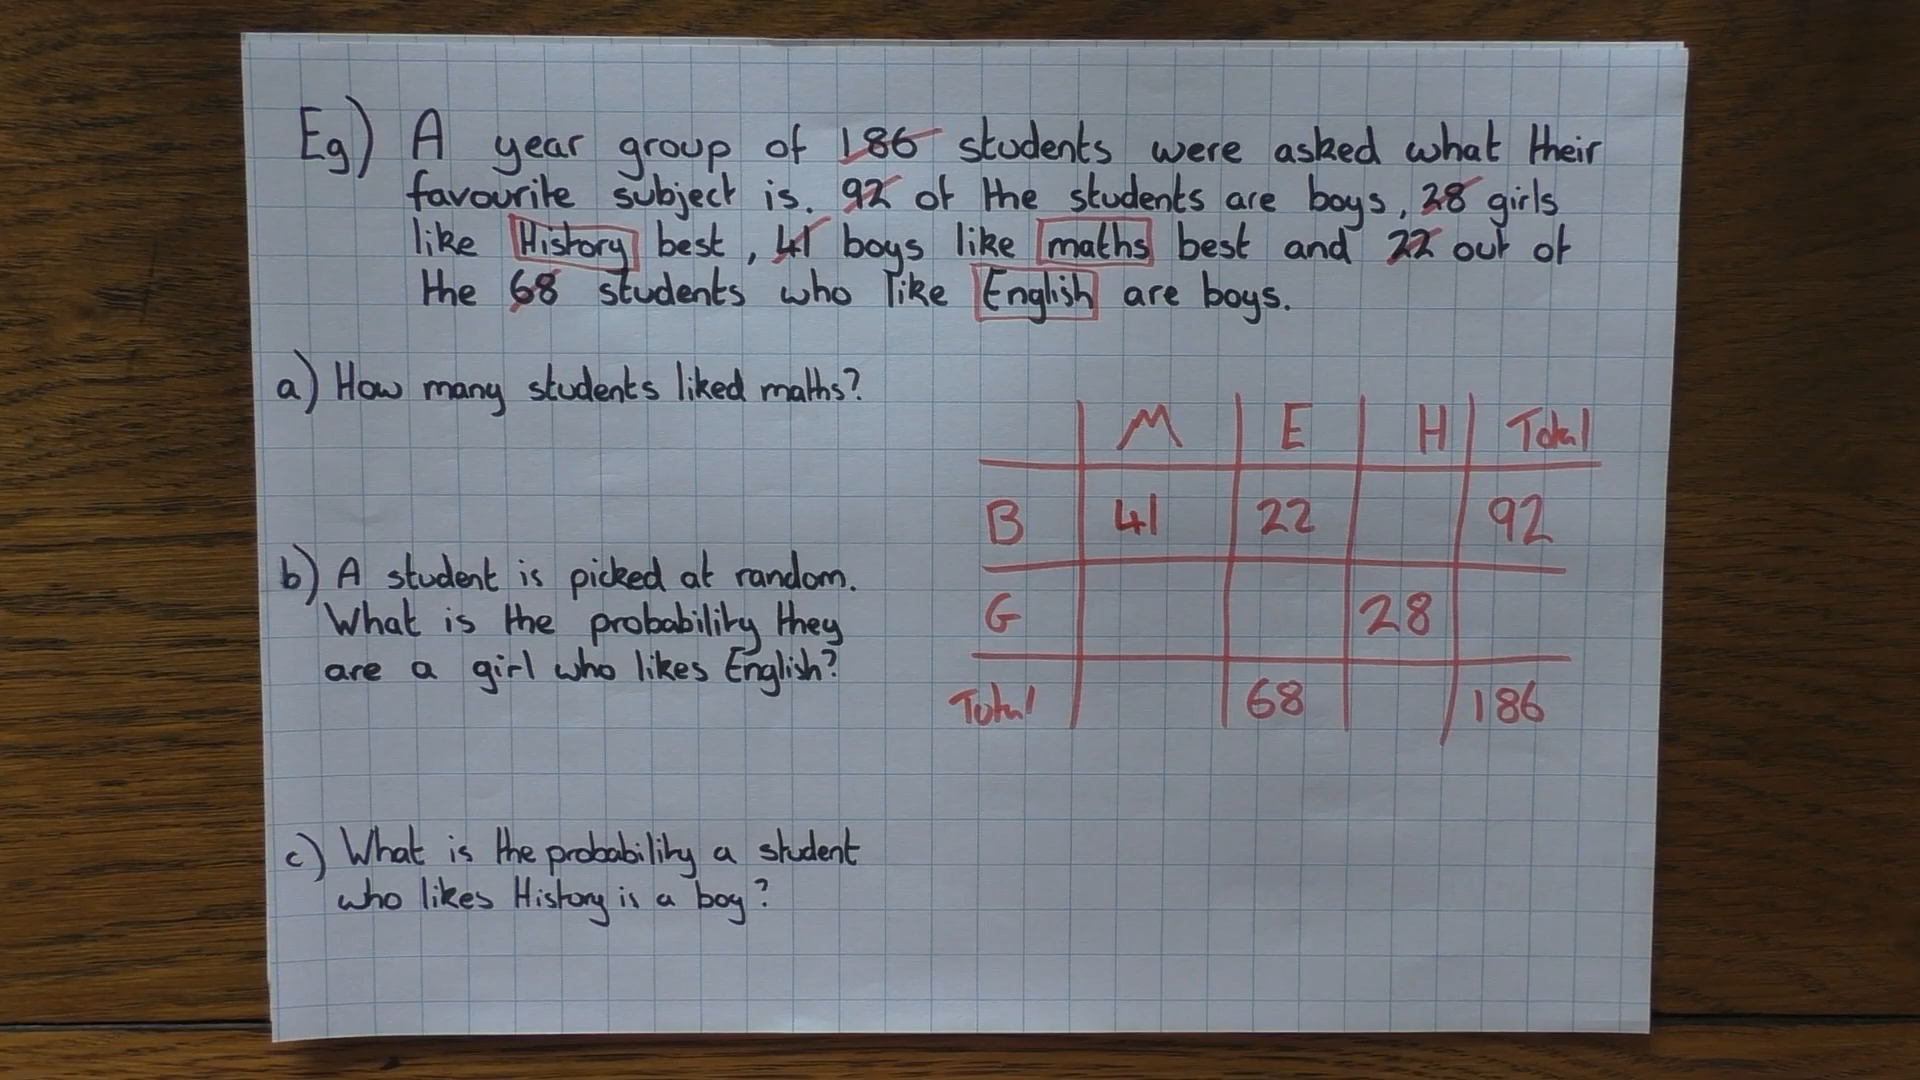 Eg) A year group of 186 students were asked what their
favourite subject is. 92 of the students are boys, 28 girls
like History best, 41 boys like maths best and 22 out of
the 68 students who like English are boys.
a) How many students liked maths?
M E H Total
B 41 22 92
b) A student is picked at random.
What is the probability they
G 28
are a girl who likes English?
Total 68 186
c) What is the probability a student
who likes History is a boy?